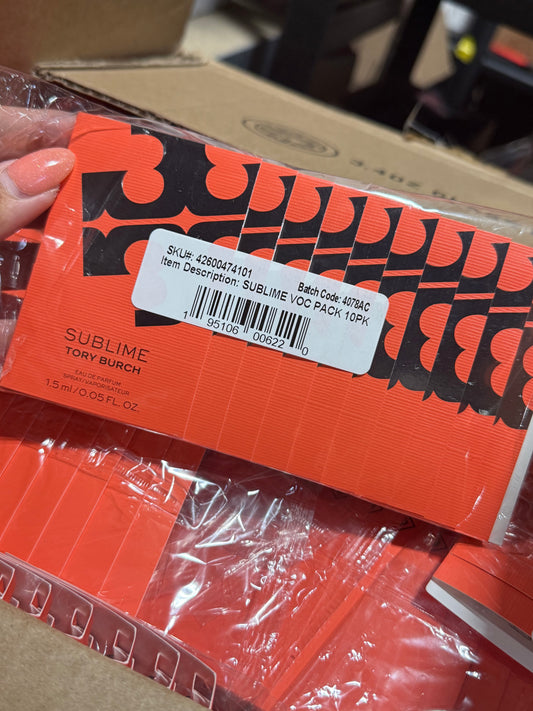 SKU#: 42600474101
Batch Code: 4078AC
Item Description: SUBLIME VOC PACK 10PK
1 95106 00622 0
SUBLIME
TORY BURCH
EAU DE PARFUM
SPRAY/VAPORISATEUR
1.5 ml / 0.05 FL. OZ.